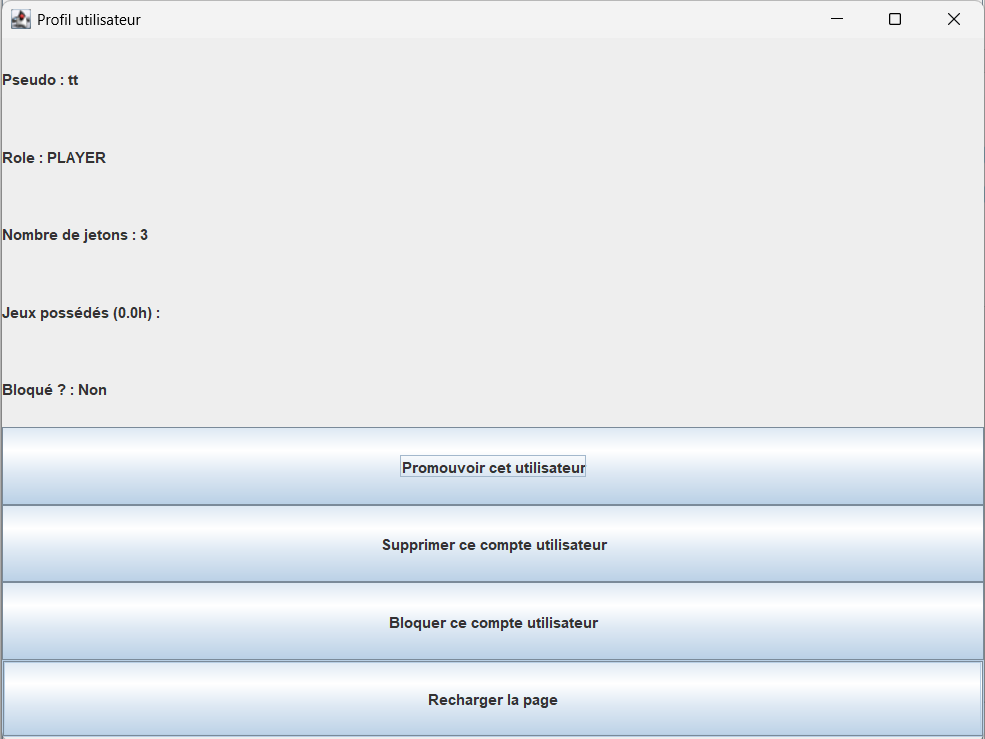 Profil utilisateur
Pseudo : tt
Role : PLAYER
Nombre de jetons : 3
Jeux possédés (0.0h) :
Bloqué ? : Non
Promouvoir cet utilisateur
Supprimer ce compte utilisateur
Bloquer ce compte utilisateur
Recharger la page